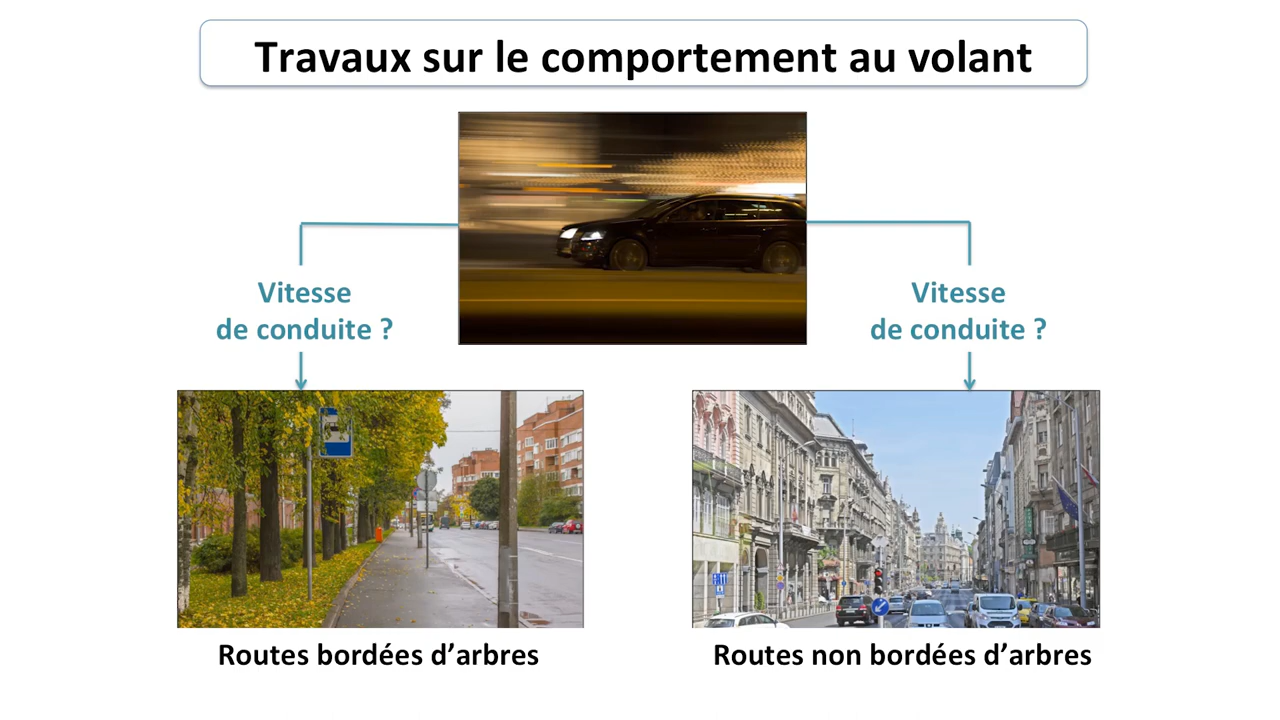 Travaux sur le comportement au volant
Vitesse
de conduite ?
Vitesse
de conduite ?
Routes bordées d’arbres
Routes non bordées d’arbres